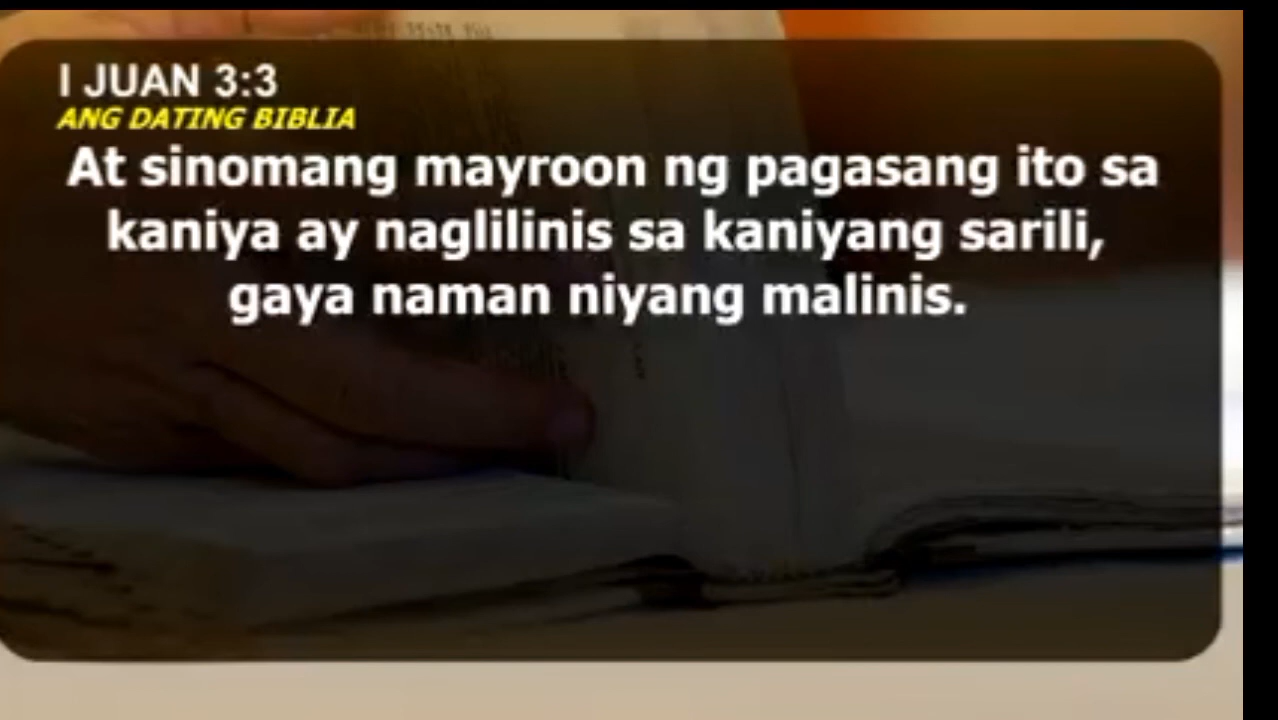 I JUAN 3:3
ANG DATING BIBLIA
At sinomang mayroon ng pagasang ito sa
kaniya ay naglilinis sa kaniyang sarili,
gaya naman niyang malinis.